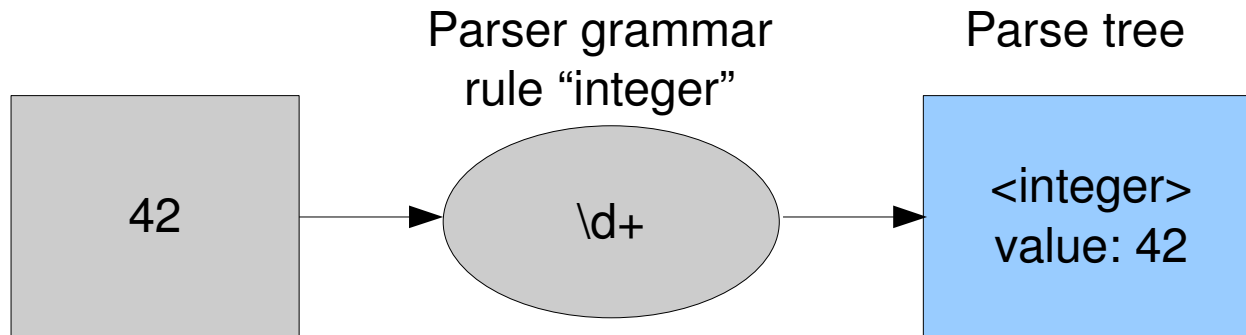 Parser grammar
rule “integer”
Parse tree
42
\d+
<integer>
value: 42